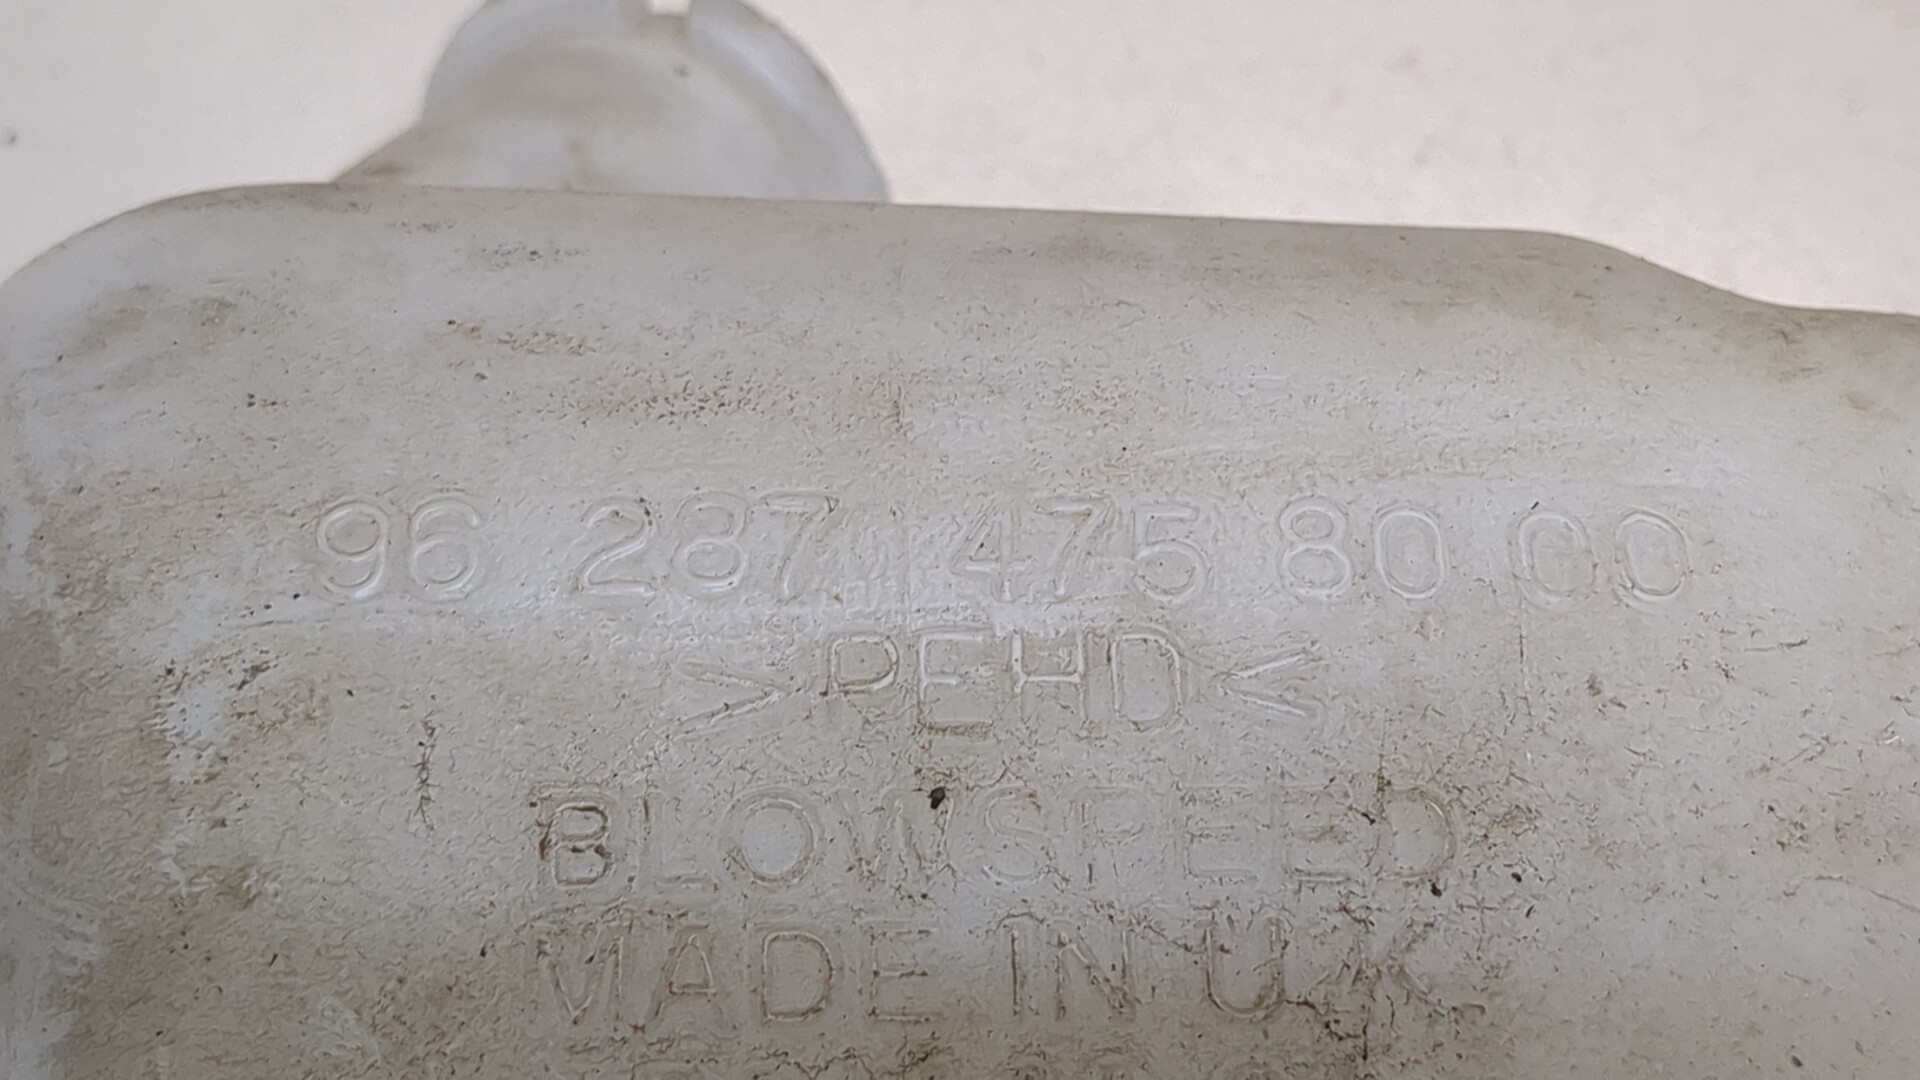 96 287 475 80 00
>PEHD<
BLOWSPEED
MADE IN U.K